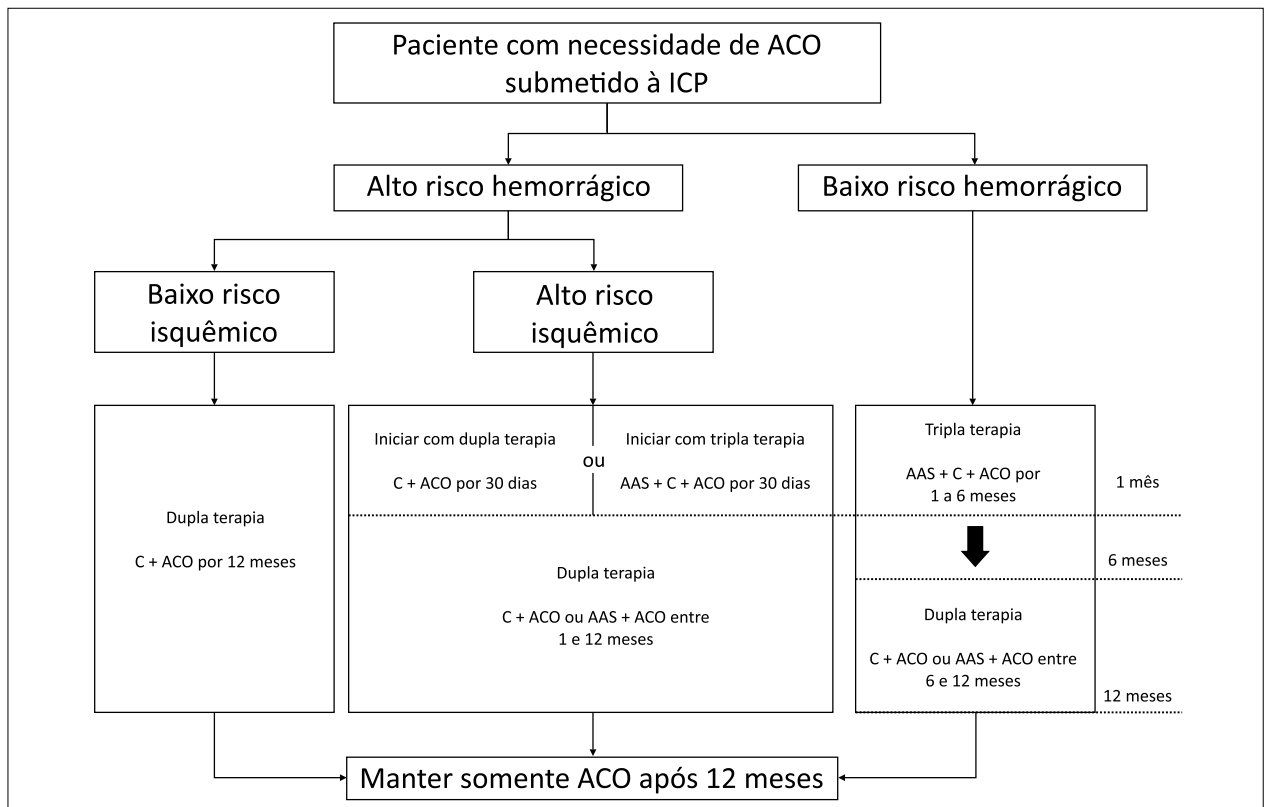 Paciente com necessidade de ACO
submetido à ICP
Alto risco hemorrágico
Baixo risco hemorrágico
Baixo risco
isquêmico
Alto risco
isquêmico
Dupla terapia
C + ACO por 12 meses
Iniciar com dupla terapia
C + ACO por 30 dias
ou
Iniciar com tripla terapia
AAS + C + ACO por 30 dias
Dupla terapia
C + ACO ou AAS + ACO entre
1 e 12 meses
Tripla terapia
AAS + C + ACO por
1 a 6 meses
1 mês
6 meses
Dupla terapia
C + ACO ou AAS + ACO entre
6 e 12 meses
12 meses
Manter somente ACO após 12 meses